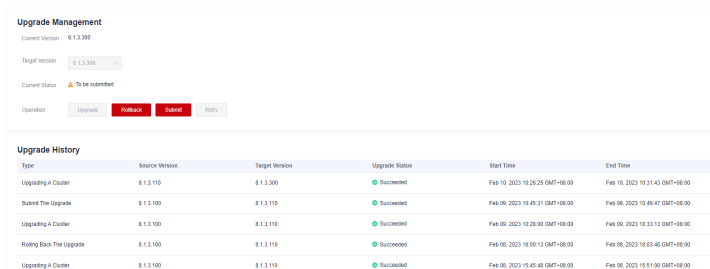 Upgrade Management
Current Version 8.1.3.300
Target Version 8.1.3.300
Current Status To be submitted
Operation Upgrade Rollback Submit Retry
Upgrade History
Type Source Version Target Version Upgrade Status Start Time End Time
Upgrading A Cluster 8.1.3.110 8.1.3.300 Succeeded Feb 10, 2023 10:26:25 GMT+08:00 Feb 10, 2023 10:31:43 GMT+08:00
Submit The Upgrade 8.1.3.100 8.1.3.110 Succeeded Feb 09, 2023 10:45:31 GMT+08:00 Feb 09, 2023 10:46:47 GMT+08:00
Upgrading A Cluster 8.1.3.100 8.1.3.110 Succeeded Feb 09, 2023 10:28:00 GMT+08:00 Feb 09, 2023 10:33:13 GMT+08:00
Rolling Back The Upgrade 8.1.3.100 8.1.3.110 Succeeded Feb 08, 2023 18:00:13 GMT+08:00 Feb 08, 2023 18:03:46 GMT+08:00
Upgrading A Cluster 8.1.3.100 8.1.3.110 Succeeded Feb 08, 2023 15:45:48 GMT+08:00 Feb 08, 2023 15:51:00 GMT+08:00